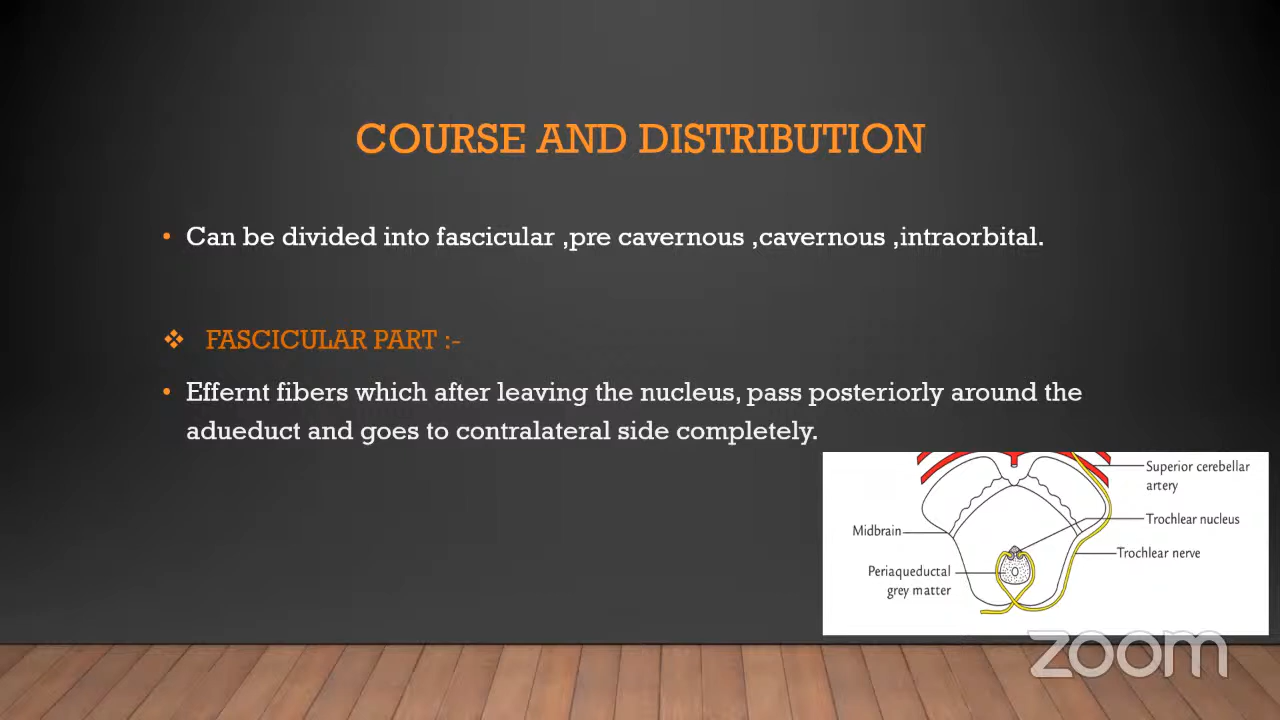 COURSE AND DISTRIBUTION
• Can be divided into fascicular ,pre cavernous ,cavernous ,intraorbital.
❖ FASCICULAR PART :-
• Effernt fibers which after leaving the nucleus, pass posteriorly around the
adueduct and goes to contralateral side completely.
Superior cerebellar
artery
Trochlear nucleus
Midbrain
Trochlear nerve
Periaqueductal
grey matter
zoom